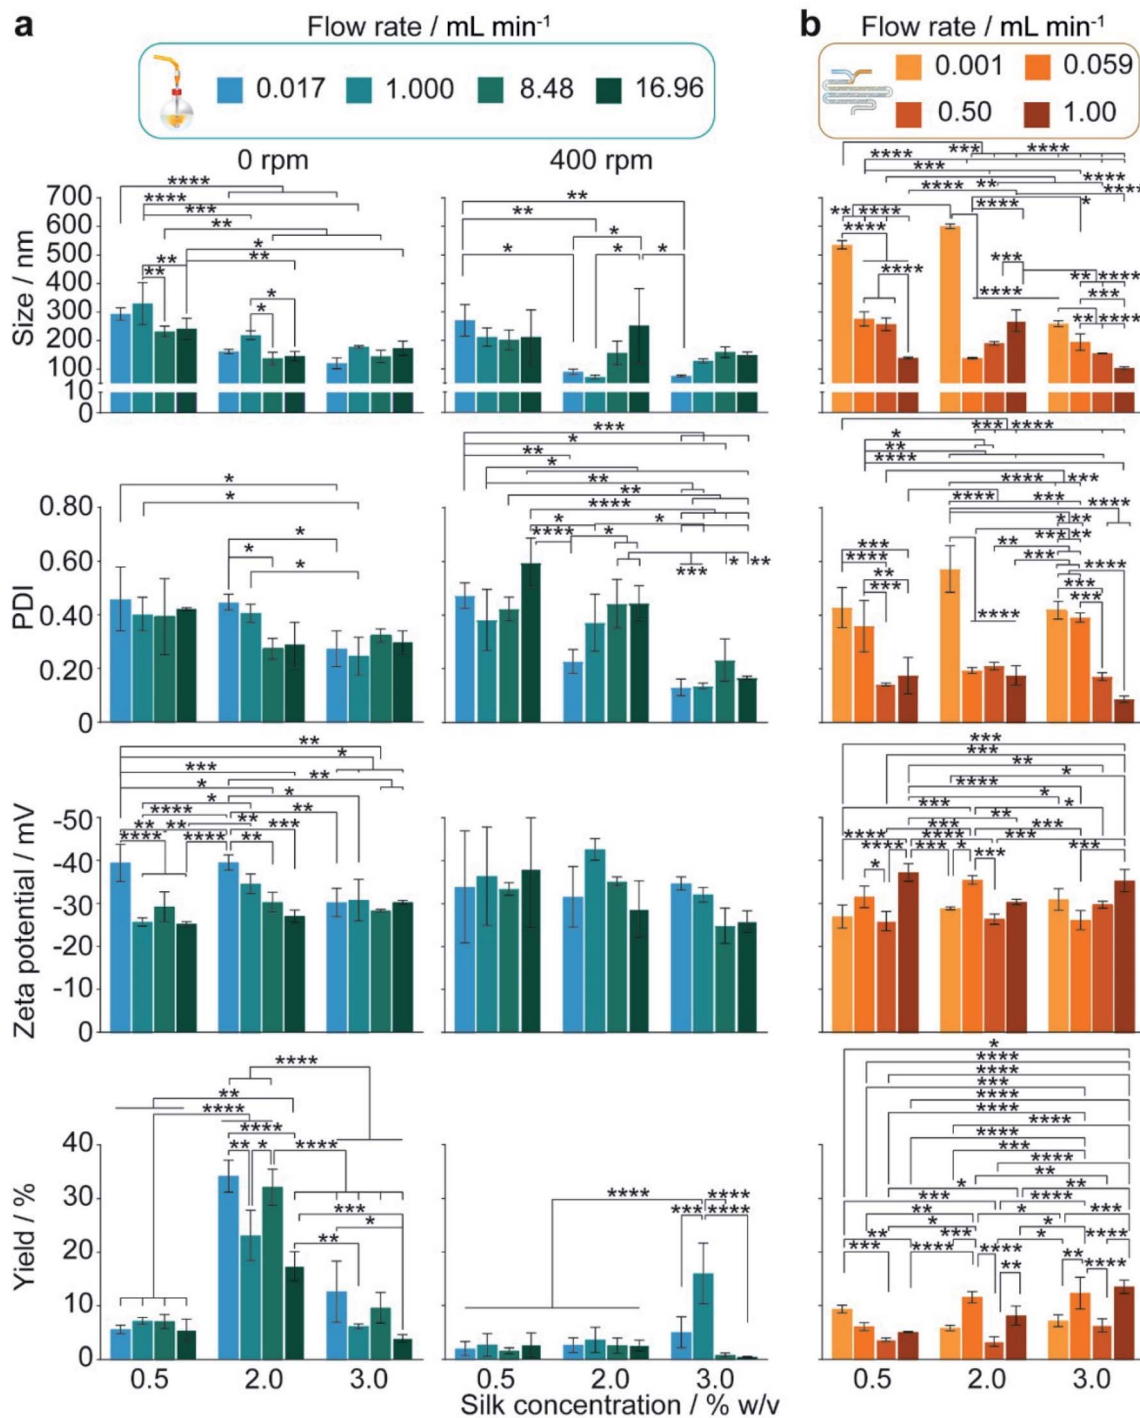 a
Flow rate / mL min⁻¹
0.017 1.000 8.48 16.96
0 rpm 400 rpm
b
Flow rate / mL min⁻¹
0.001 0.059
0.50 1.00
Size / nm
700
600
500
400
300
200
100
10
0
PDI
0.80
0.60
0.40
0.20
0
Zeta potential / mV
-50
-40
-30
-20
-10
0
Yield / %
40
30
20
10
0
0.5 2.0 3.0 0.5 2.0 3.0 0.5 2.0 3.0
Silk concentration / % w/v